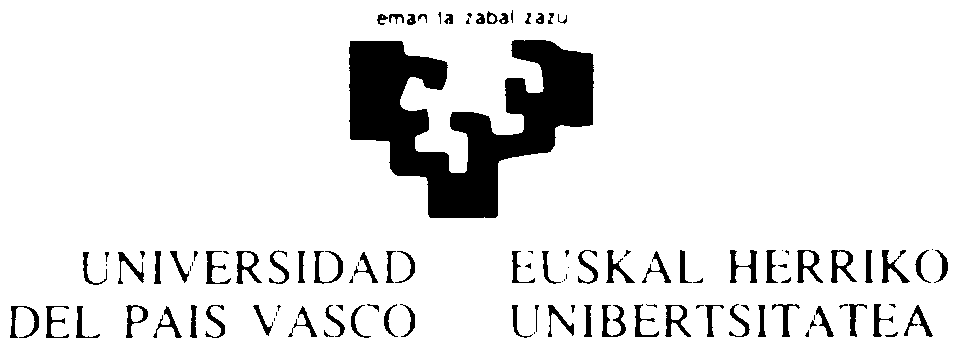 eman ta zabal zazu
UNIVERSIDAD
DEL PAIS VASCO
EUSKAL HERRIKO
UNIBERTSITATEA